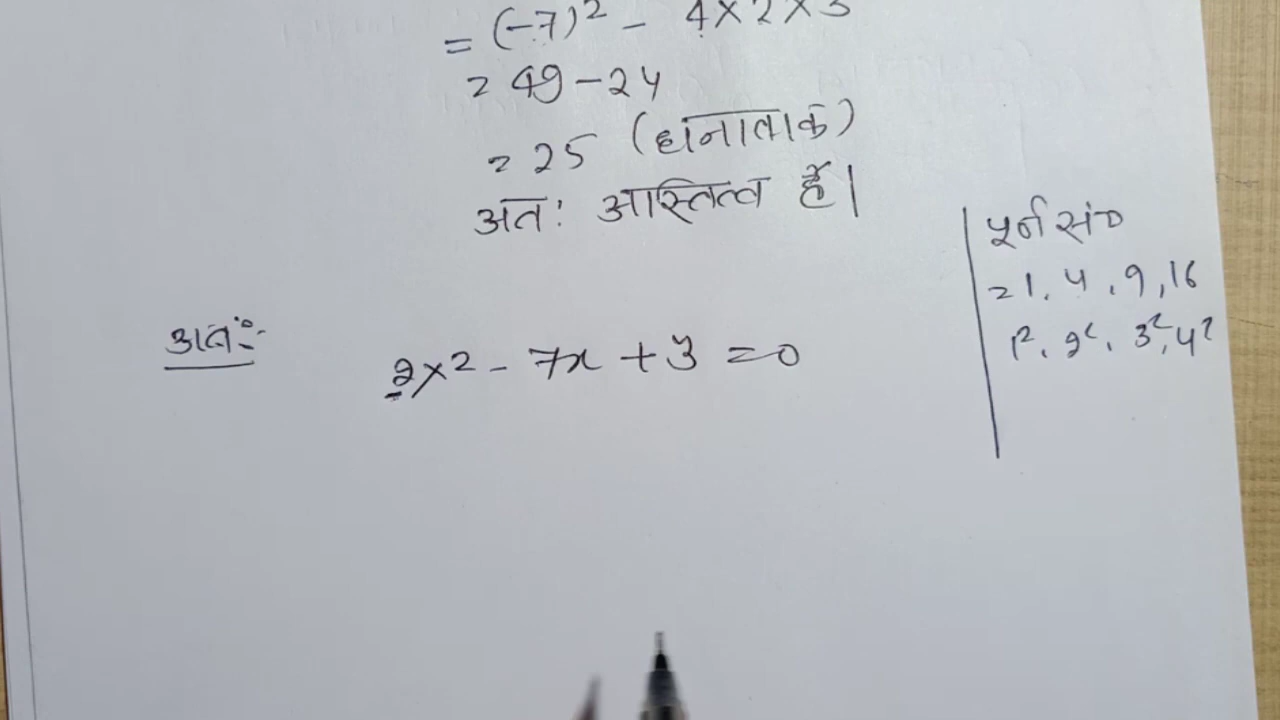 = (-7)² - 4×2×3
= 49 - 24
= 25 (धनात्मक)
अतः अस्तित्व हैं।
पूर्न सं०
= 1, 4, 9, 16
1², 2², 3², 4²
अतः:-
2x² - 7x + 3 = 0